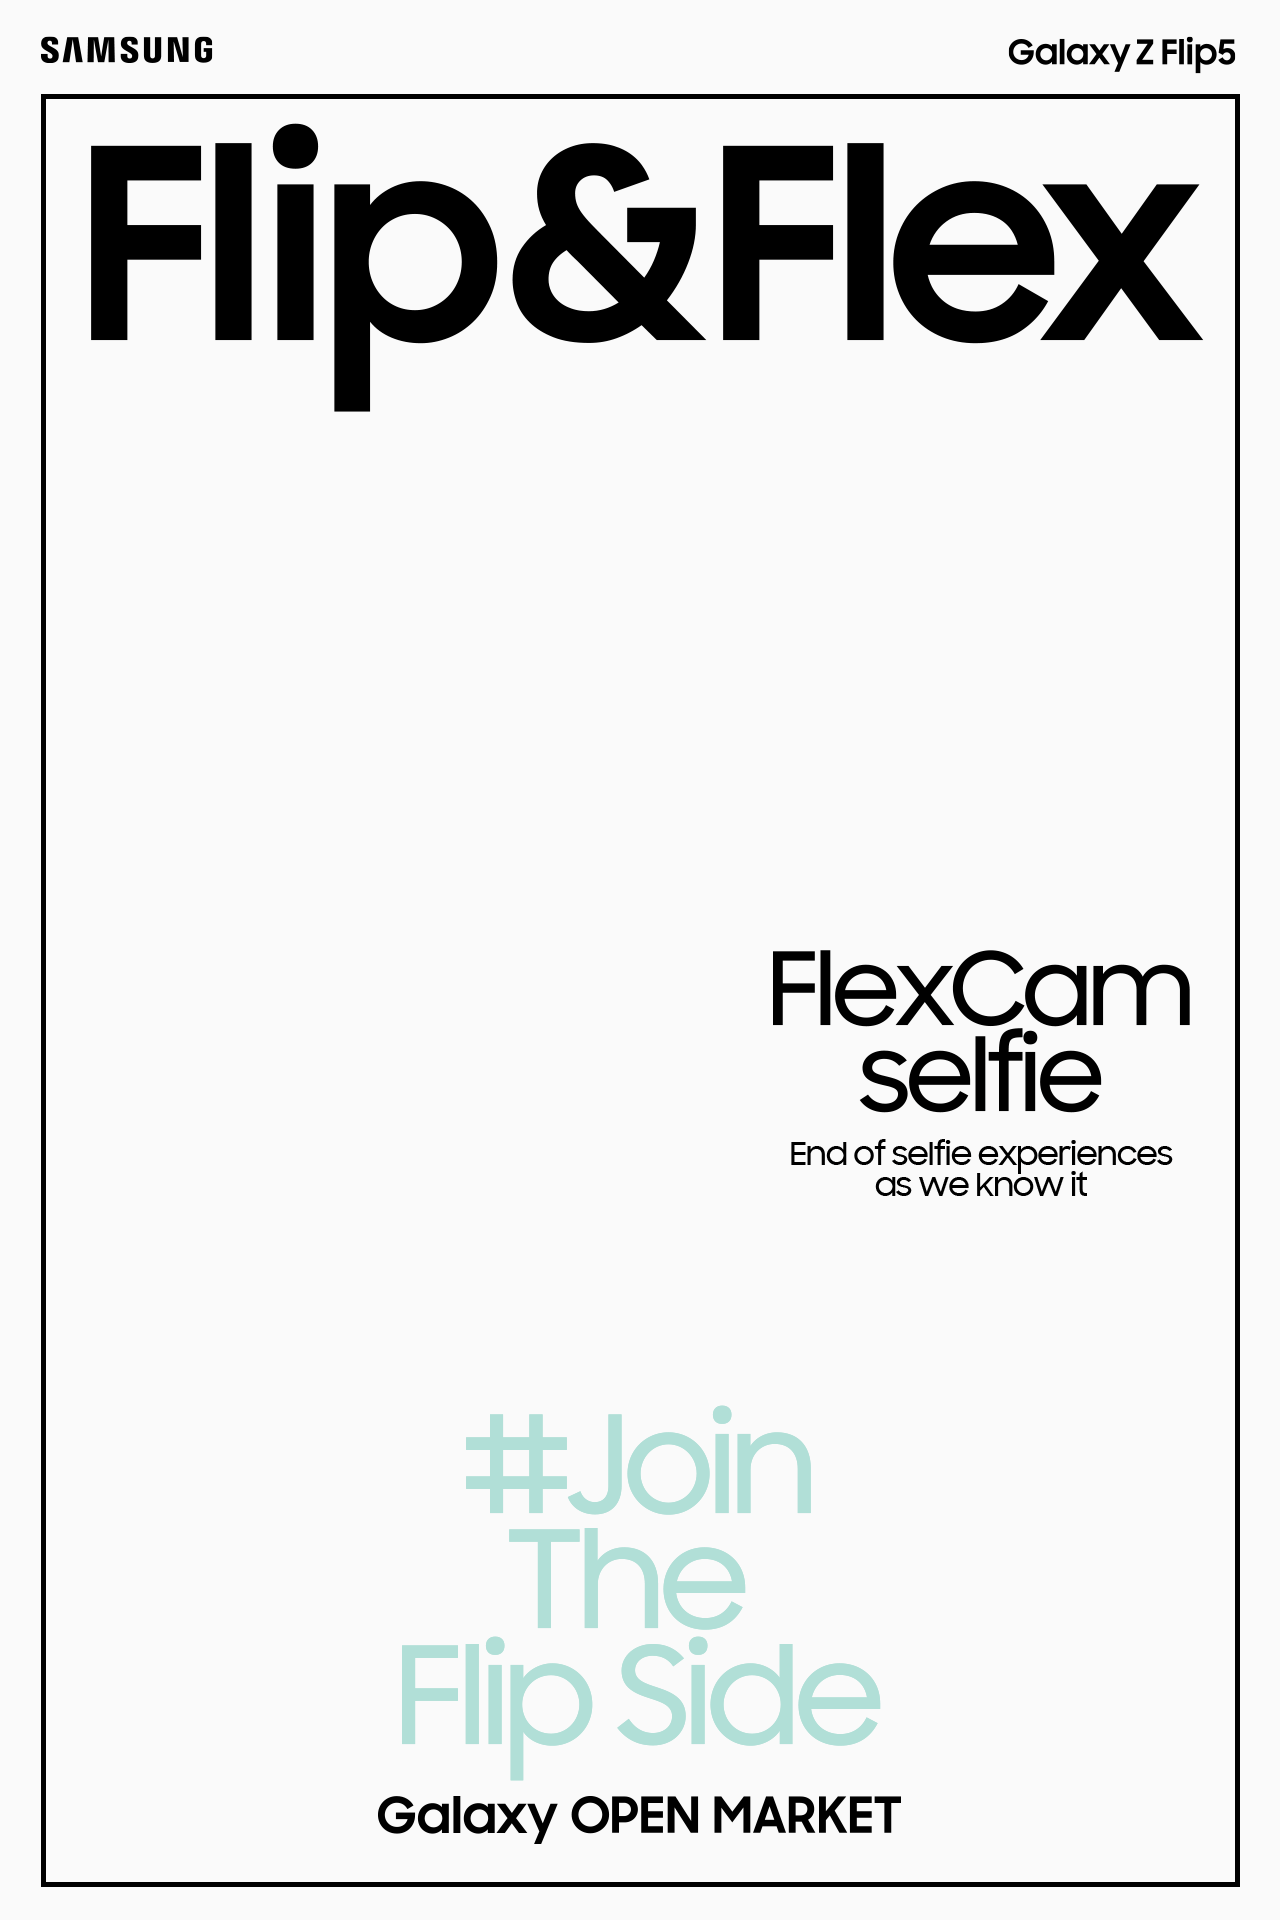 SAMSUNG
Galaxy Z Flip5
Flip&Flex
FlexCam
selfie
End of selfie experiences
as we know it
#Join
The
Flip Side
Galaxy OPEN MARKET